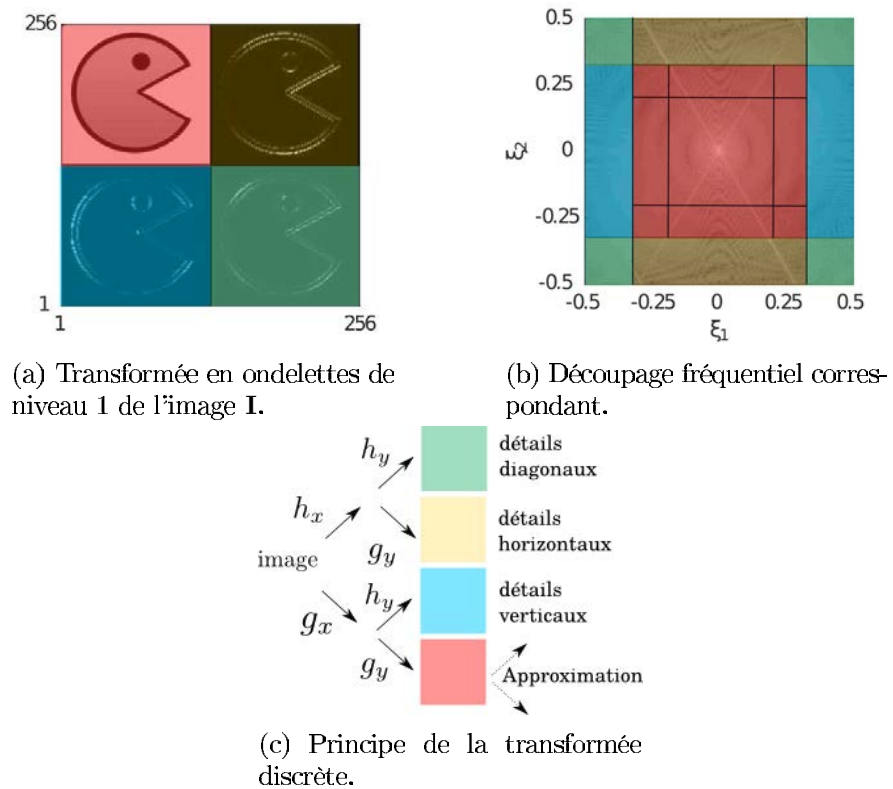 256
1
1
256
(a) Transformée en ondelettes de
niveau 1 de l'image I.
0.5
0.25
0
-0.25
-0.5
ξ2
-0.5
-0.25
0
0.25
0.5
ξ1
(b) Découpage fréquentiel corres-
pondant.
hy
détails
diagonaux
hx
image
gy
détails
horizontaux
gx
hy
détails
verticaux
gy
Approximation
(c) Principe de la transformée
discrète.